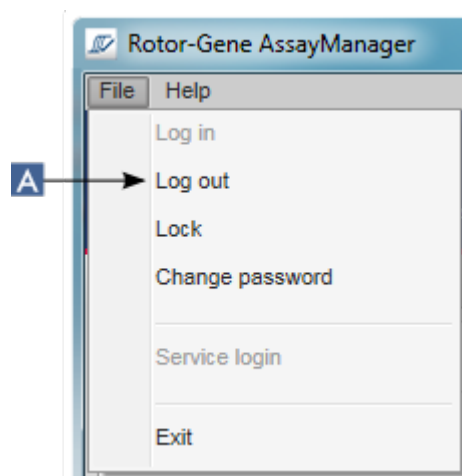 Rotor-Gene AssayManager
File Help
Log in
A Log out
Lock
Change password
Service login
Exit